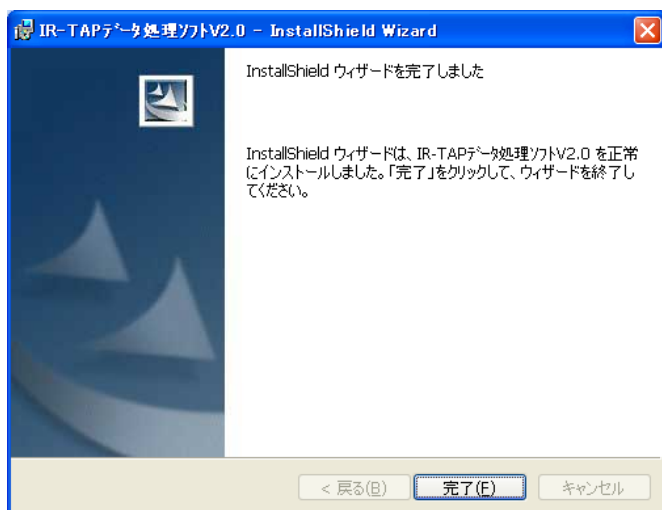 IR-TAPﾃﾞｰﾀ処理ｿﾌﾄV2.0 - InstallShield Wizard
InstallShield ウィザードを完了しました
InstallShield ウィザードは、IR-TAPﾃﾞｰﾀ処理ｿﾌﾄV2.0 を正常
にインストールしました。「完了」をクリックして、ウィザードを終了し
てください。
< 戻る(B)
完了(F)
キャンセル